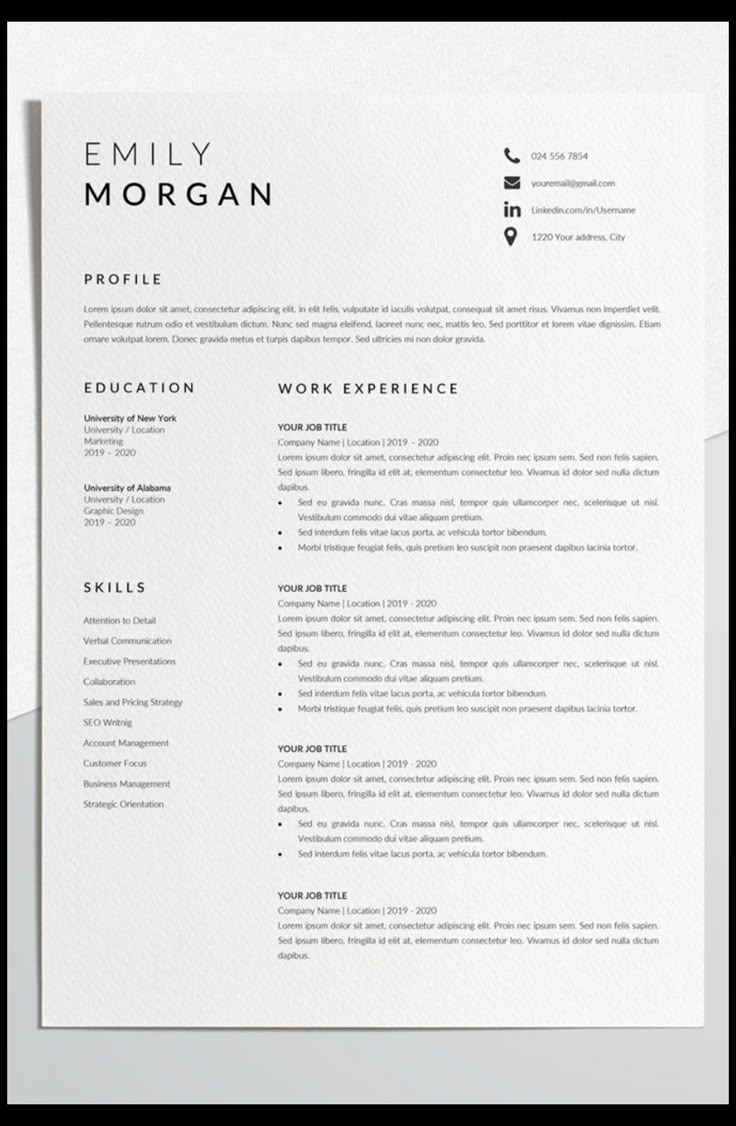 EMILY
MORGAN
024 556 7854
youremail@gmail.com
Linkedin.com/in/Username
1220 Your address, City
PROFILE
Lorem ipsum dolor sit amet, consectetur adipiscing elit. In elit felis, vulputate id iaculis volutpat, consequat sit amet risus. Vivamus non imperdiet velit.
Pellentesque rutrum odio et vestibulum dictum. Nunc sed magna eleifend, laoreet nunc nec, mattis leo. Sed porttitor et lorem vitae dignissim. Etiam
ornare volutpat lorem. Donec gravida metus et turpis dapibus tempor. Sed ultricies mi non dolor gravida.
EDUCATION
University of New York
University / Location
Marketing
2019 – 2020
University of Alabama
University / Location
Graphic Design
2019 – 2020
SKILLS
Attention to Detail
Verbal Communication
Executive Presentations
Collaboration
Sales and Pricing Strategy
SEO Writnig
Account Management
Customer Focus
Business Management
Strategic Orientation
WORK EXPERIENCE
YOUR JOB TITLE
Company Name | Location | 2019 – 2020
Lorem ipsum dolor sit amet, consectetur adipiscing elit. Proin nec ipsum sem. Sed non felis sapien.
Sed ipsum libero, fringilla id elit at, elementum consectetur leo. Vivamus id dolor sed nulla dictum
dapibus.
• Sed eu gravida nunc. Cras massa nisl, tempor quis ullamcorper nec, scelerisque ut nisl.
Vestibulum commodo dui vitae aliquam pretium.
• Sed interdum felis vitae lacus porta, ac vehicula tortor bibendum.
• Morbi tristique feugiat felis, quis pretium leo suscipit non praesent dapibus lacinia tortor.
YOUR JOB TITLE
Company Name | Location | 2019 - 2020
Lorem ipsum dolor sit amet, consectetur adipiscing elit. Proin nec ipsum sem. Sed non felis sapien.
Sed ipsum libero, fringilla id elit at, elementum consectetur leo. Vivamus id dolor sed nulla dictum
dapibus.
• Sed eu gravida nunc. Cras massa nisl, tempor quis ullamcorper nec, scelerisque ut nisl.
Vestibulum commodo dui vitae aliquam pretium.
• Sed interdum felis vitae lacus porta, ac vehicula tortor bibendum.
• Morbi tristique feugiat felis, quis pretium leo suscipit non praesent dapibus lacinia tortor.
YOUR JOB TITLE
Company Name | Location | 2019 - 2020
Lorem ipsum dolor sit amet, consectetur adipiscing elit. Proin nec ipsum sem. Sed non felis sapien.
Sed ipsum libero, fringilla id elit at, elementum consectetur leo. Vivamus id dolor sed nulla dictum
dapibus.
• Sed eu gravida nunc. Cras massa nisl, tempor quis ullamcorper nec, scelerisque ut nisl.
Vestibulum commodo dui vitae aliquam pretium.
• Sed interdum felis vitae lacus porta, ac vehicula tortor bibendum.
YOUR JOB TITLE
Company Name | Location | 2019 - 2020
Lorem ipsum dolor sit amet, consectetur adipiscing elit. Proin nec ipsum sem. Sed non felis sapien.
Sed ipsum libero, fringilla id elit at, elementum consectetur leo. Vivamus id dolor sed nulla dictum
dapibus.